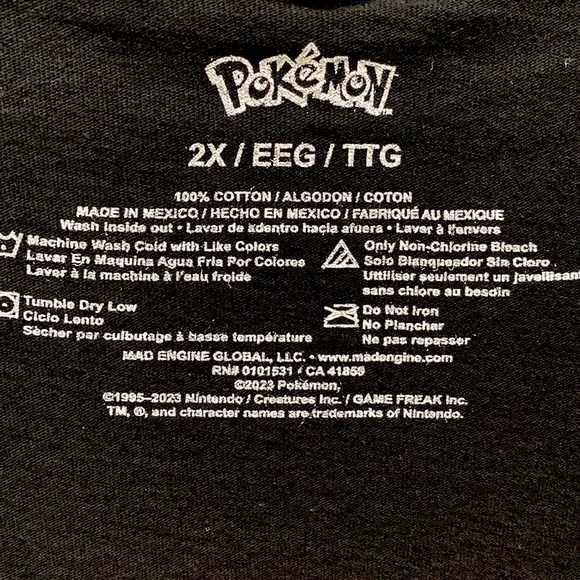 POKéMON™
2X / EEG / TTG
100% COTTON / ALGODON / COTON
MADE IN MEXICO / HECHO EN MEXICO / FABRIQUÉ AU MEXIQUE
Wash Inside out • Lavar de adentro hacia afuera • Laver à l'envers
Machine Wash Cold with Like Colors
Lavar En Maquina Agua Fria Por Colores
Laver à la machine à l'eau froide
Only Non-Chlorine Bleach
Solo Blanqueador Sin Cloro
Uttiliser seulement un javellisant
sans chlore au besoin
Tumble Dry Low
Ciclo Lento
Sècher par culbutage à basse température
Do Not Iron
No Planchar
Ne pas repasser
MAD ENGINE GLOBAL, LLC. • www.madengine.com
RN# 0101531 • CA 41859
©2023 Pokémon,
©1995-2023 Nintendo / Creatures Inc. / GAME FREAK Inc.
TM, ®, and character names are trademarks of Nintendo.